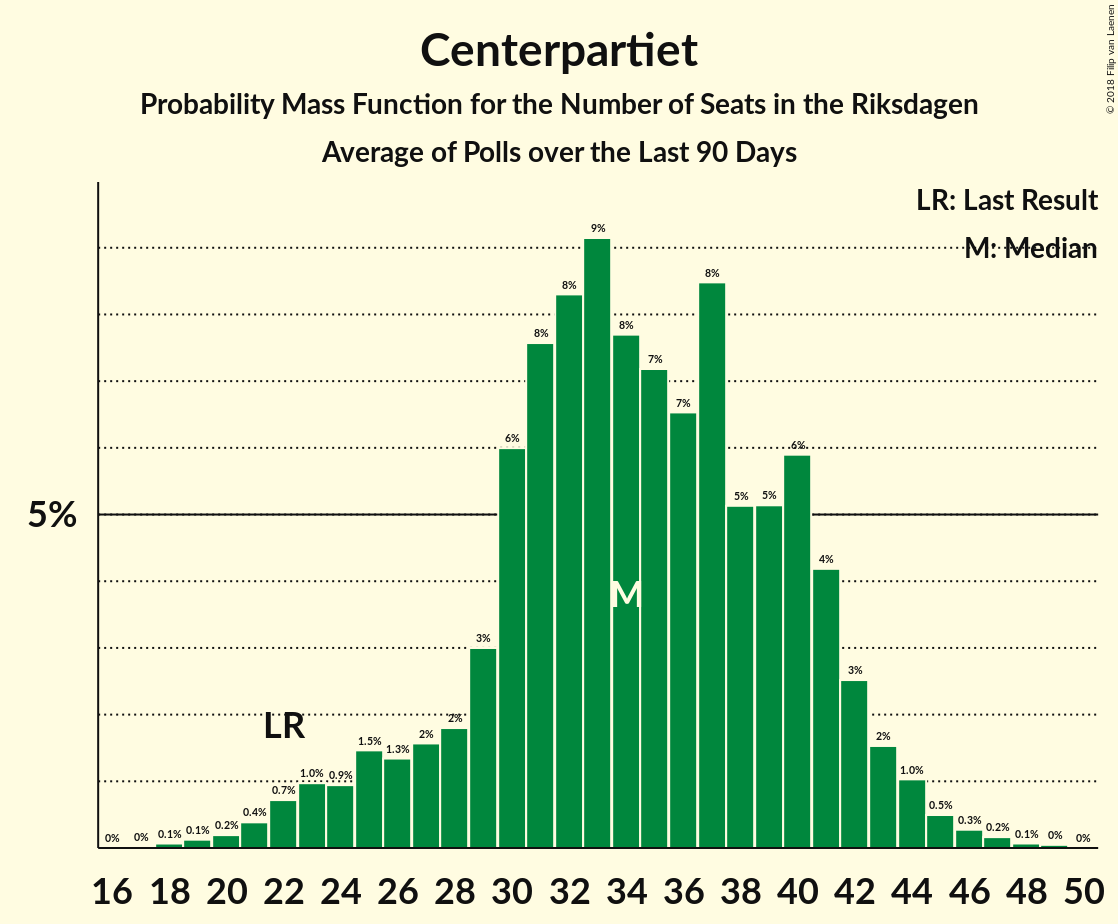 Centerpartiet
Probability Mass Function for the Number of Seats in the Riksdagen
Average of Polls over the Last 90 Days
© 2018 Filip van Laenen
LR: Last Result
M: Median
5%
0% 0% 0.1% 0.1% 0.2% 0.4% 0.7% 1.0% 0.9% 1.5% 1.3% 2% 2% 3% 6% 8% 8% 9% 8% 7% 7% 8% 5% 5% 6% 4% 3% 2% 1.0% 0.5% 0.3% 0.2% 0.1% 0% 0%
LR
M
16 18 20 22 24 26 28 30 32 34 36 38 40 42 44 46 48 50